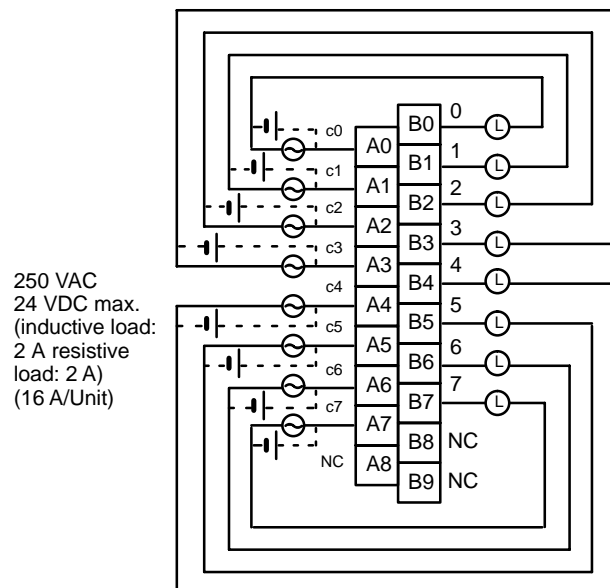 0
c0
B0
L
A0
1
c1
B1
L
A1
2
c2
B2
L
A2
3
c3
B3
L
A3
4
c4
B4
L
A4
5
c5
B5
L
A5
6
c6
B6
L
A6
7
c7
B7
L
A7
B8 NC
NC
A8
B9 NC
250 VAC
24 VDC max.
(inductive load:
2 A resistive
load: 2 A)
(16 A/Unit)